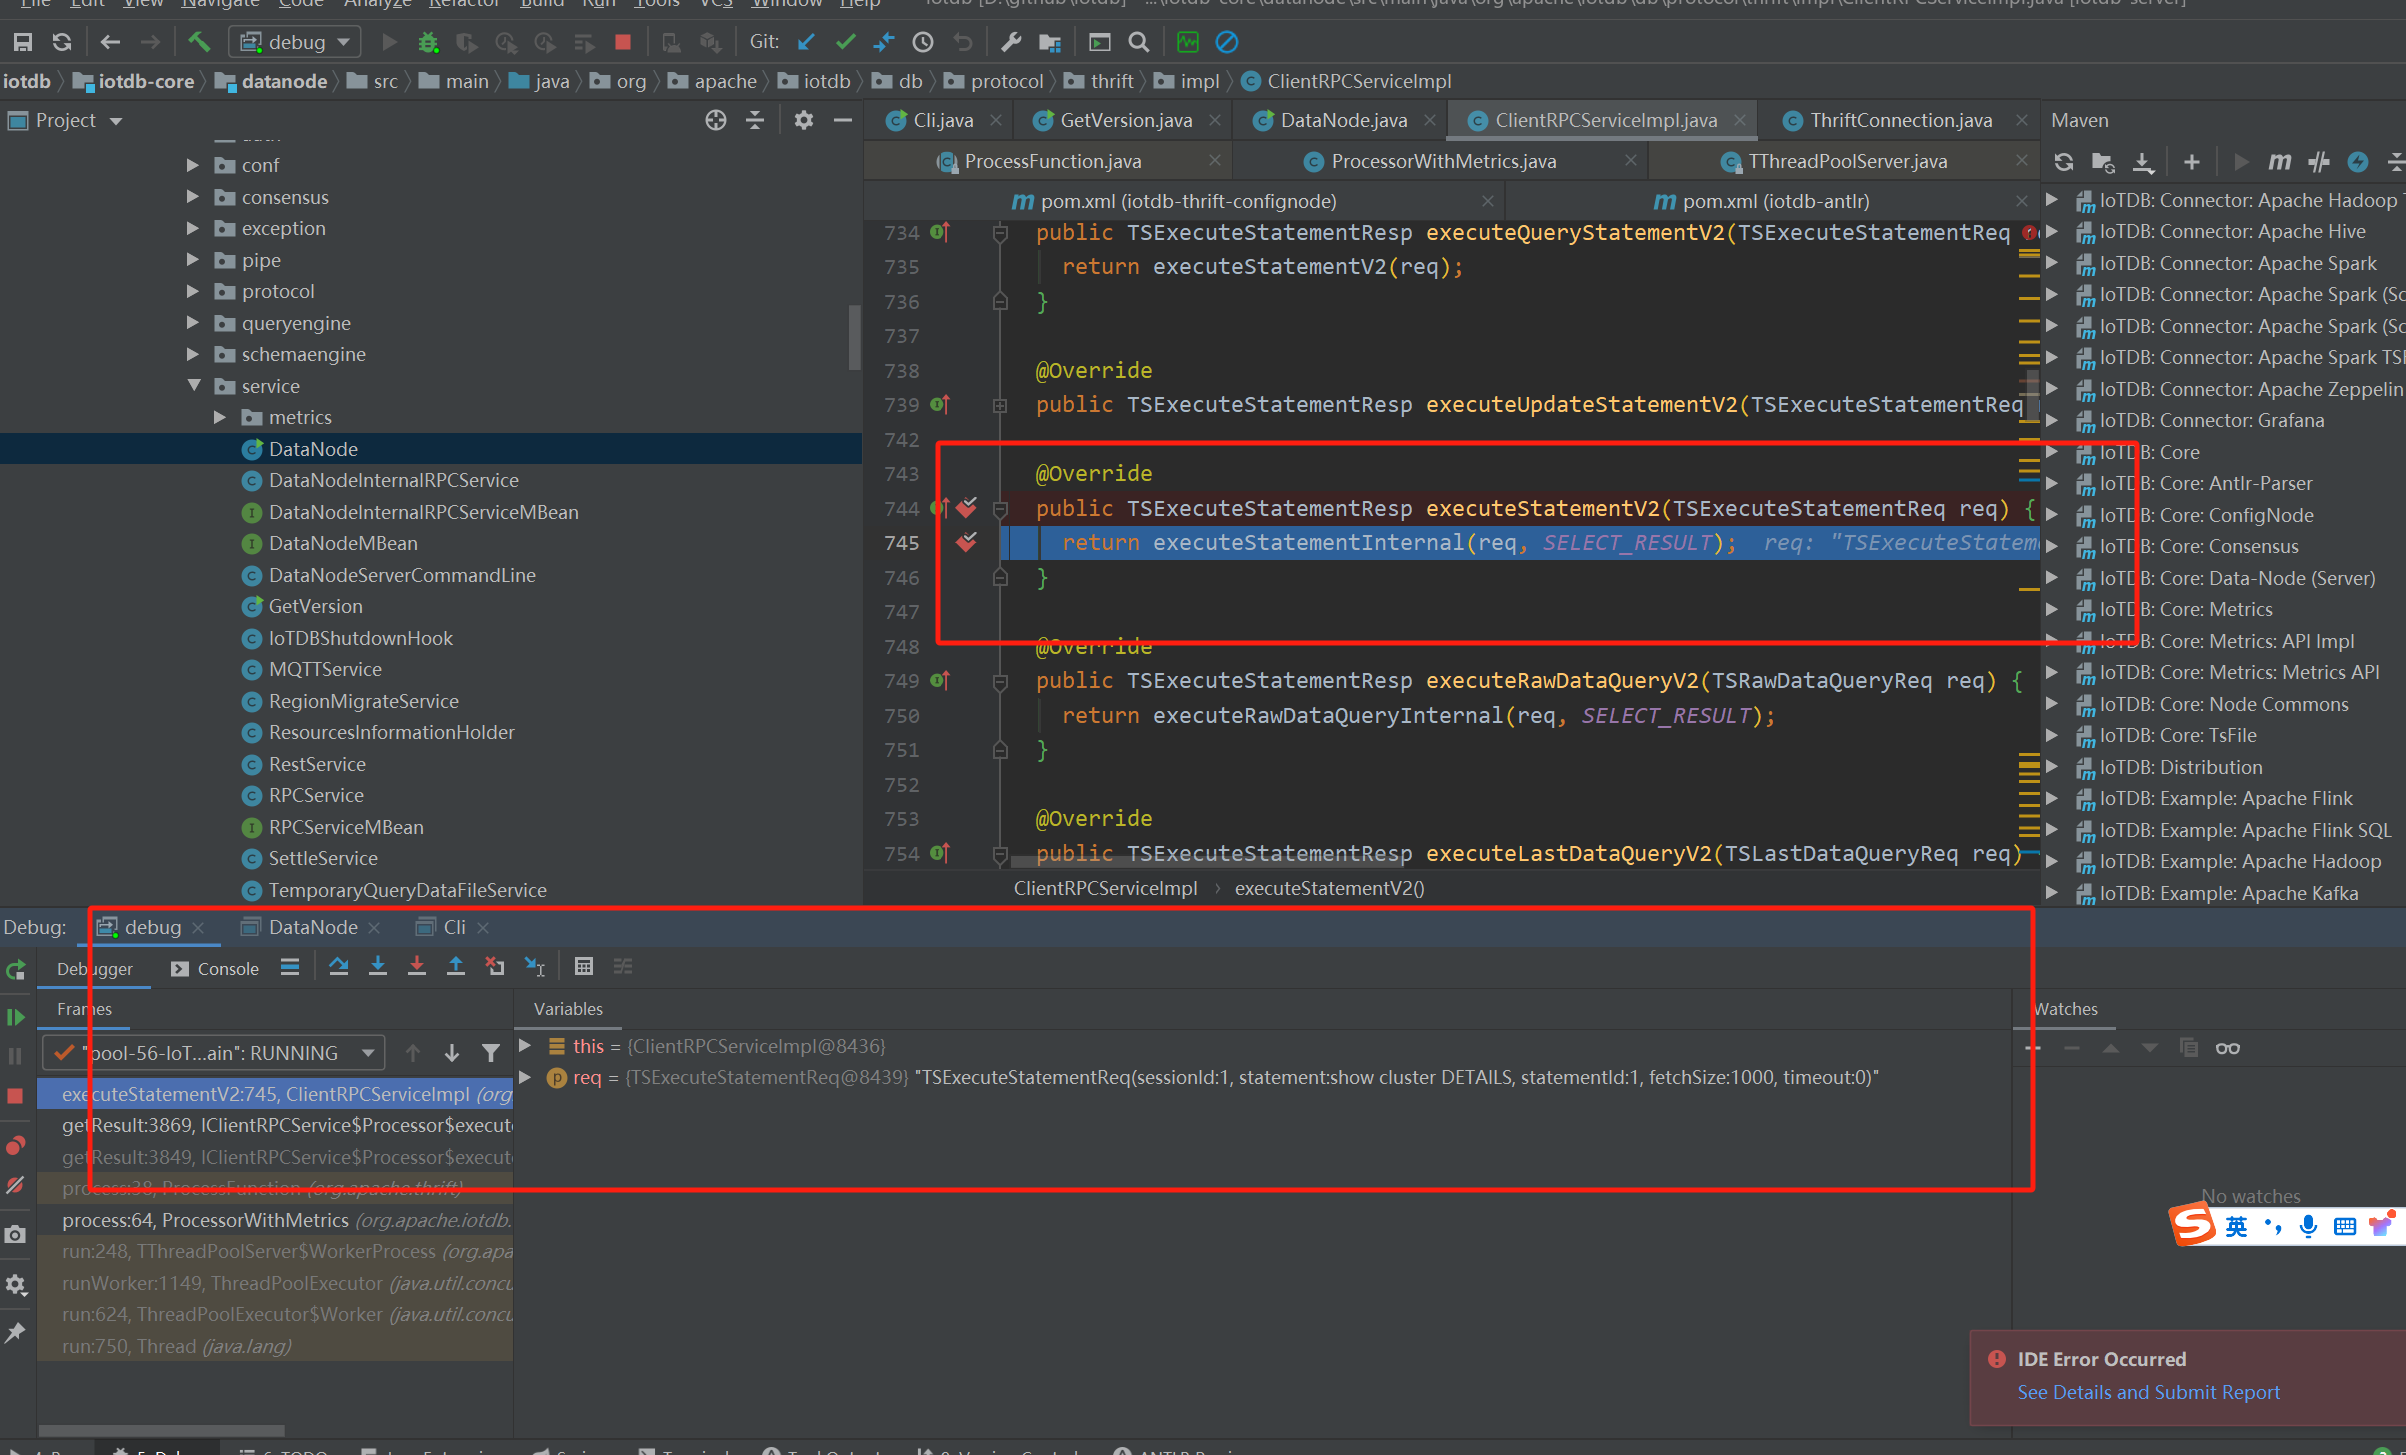 File Edit View Navigate Code Analyze Refactor Build Run Tools VCS Window Help
debug
Git:
iotdb iotdb-core datanode src main java org apache iotdb db protocol thrift impl ClientRPCServiceImpl
Project
conf
consensus
exception
pipe
protocol
queryengine
schemaengine
service
metrics
DataNode
DataNodeInternalRPCService
DataNodeInternalRPCServiceMBean
DataNodeMBean
DataNodeServerCommandLine
GetVersion
IoTDBShutdownHook
MQTTService
RegionMigrateService
ResourcesInformationHolder
RestService
RPCService
RPCServiceMBean
SettleService
TemporaryQueryDataFileService
Cli.java GetVersion.java DataNode.java ClientRPCServiceImpl.java ThriftConnection.java
ProcessFunction.java ProcessorWithMetrics.java TThreadPoolServer.java
pom.xml (iotdb-thrift-confignode) pom.xml (iotdb-antlr)
734 public TSExecuteStatementResp executeQueryStatementV2(TSExecuteStatementReq
735 return executeStatementV2(req);
736 }
737
738 @Override
739 public TSExecuteStatementResp executeUpdateStatementV2(TSExecuteStatementReq
742
743 @Override
744 public TSExecuteStatementResp executeStatementV2(TSExecuteStatementReq req) {
745 return executeStatementInternal(req, SELECT_RESULT); req: "TSExecuteStatem
746 }
747
748 @Override
749 public TSExecuteStatementResp executeRawDataQueryV2(TSRawDataQueryReq req) {
750 return executeRawDataQueryInternal(req, SELECT_RESULT);
751 }
752
753 @Override
754 public TSExecuteStatementResp executeLastDataQueryV2(TSLastDataQueryReq req)
ClientRPCServiceImpl executeStatementV2()
Maven
IoTDB: Connector: Apache Hadoop T
IoTDB: Connector: Apache Hive
IoTDB: Connector: Apache Spark
IoTDB: Connector: Apache Spark (Sc
IoTDB: Connector: Apache Spark (Sc
IoTDB: Connector: Apache Spark TSF
IoTDB: Connector: Apache Zeppelin
IoTDB: Connector: Grafana
IoTDB: Core
IoTDB: Core: Antlr-Parser
IoTDB: Core: ConfigNode
IoTDB: Core: Consensus
IoTDB: Core: Data-Node (Server)
IoTDB: Core: Metrics
IoTDB: Core: Metrics: API Impl
IoTDB: Core: Metrics: Metrics API
IoTDB: Core: Node Commons
IoTDB: Core: TsFile
IoTDB: Distribution
IoTDB: Example: Apache Flink
IoTDB: Example: Apache Flink SQL
IoTDB: Example: Apache Hadoop
IoTDB: Example: Apache Kafka
Debug: debug DataNode Cli
Debugger Console
Frames
"pool-56-IoT...ain": RUNNING
executeStatementV2:745, ClientRPCServiceImpl (org.
getResult:3869, IClientRPCService$Processor$execute
getResult:3849, IClientRPCService$Processor$execute
process:38, ProcessFunction (org.apache.thrift)
process:64, ProcessorWithMetrics (org.apache.iotdb.
run:248, TThreadPoolServer$WorkerProcess (org.apa
runWorker:1149, ThreadPoolExecutor (java.util.concu
run:624, ThreadPoolExecutor$Worker (java.util.concu
run:750, Thread (java.lang)
Variables
this = {ClientRPCServiceImpl@8436}
req = {TSExecuteStatementReq@8439} "TSExecuteStatementReq(sessionId:1, statement:show cluster DETAILS, statementId:1, fetchSize:1000, timeout:0)"
Watches
No watches
英
IDE Error Occurred
See Details and Submit Report